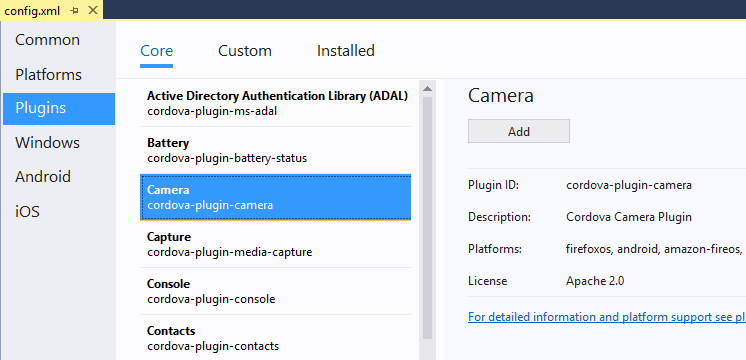 config.xml
Common
Platforms
Plugins
Windows
Android
iOS
Core Custom Installed
Active Directory Authentication Library (ADAL)
cordova-plugin-ms-adal
Battery
cordova-plugin-battery-status
Camera
cordova-plugin-camera
Capture
cordova-plugin-media-capture
Console
cordova-plugin-console
Contacts
cordova-plugin-contacts
Camera
Add
Plugin ID: cordova-plugin-camera
Description: Cordova Camera Plugin
Platforms: firefoxos, android, amazon-fireos,
License Apache 2.0
For detailed information and platform support see pl